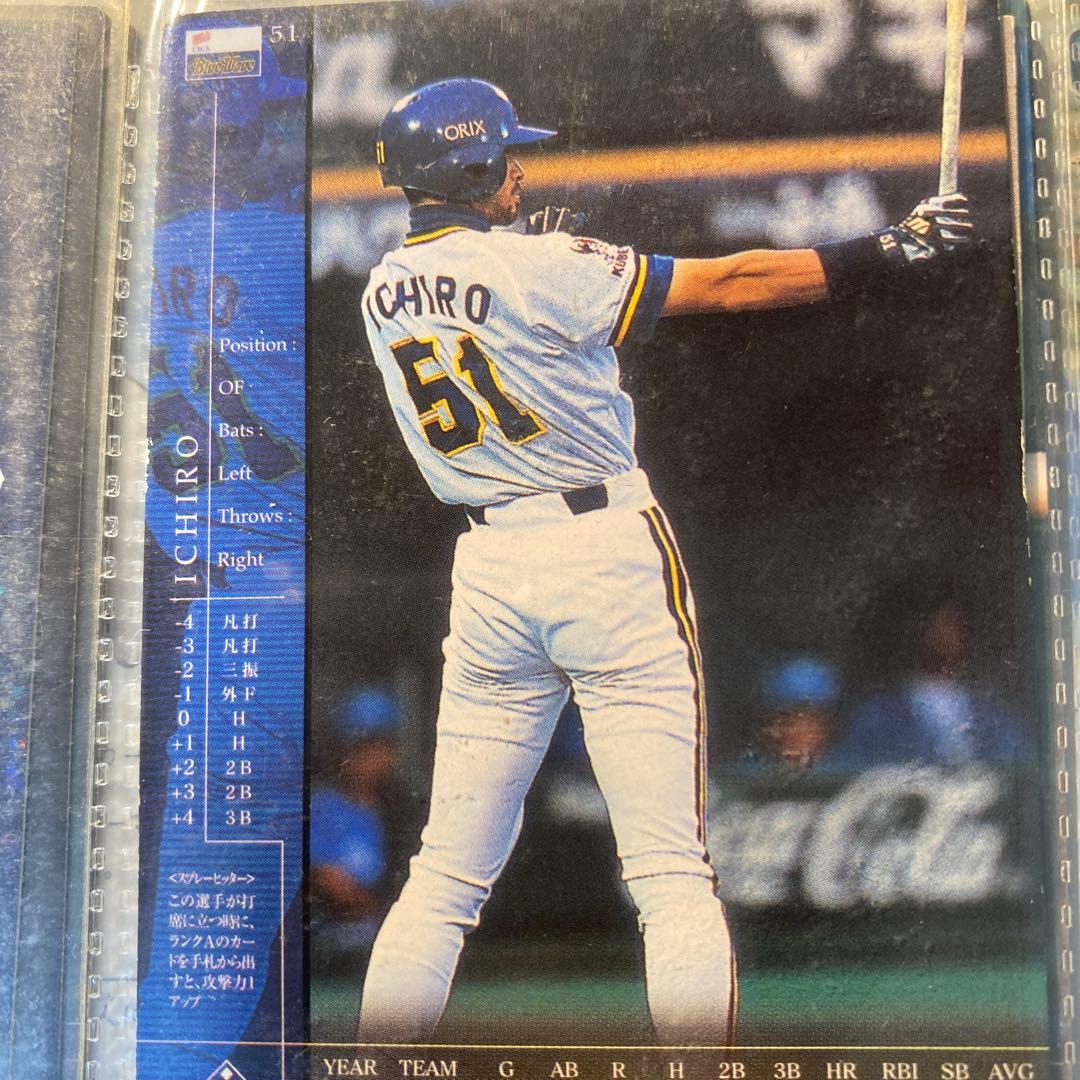 BlueWave
51
ORIX
KOBE
51
ICHIRO
51
Position :
OF
Bats :
Left
Throws :
Right
ICHIRO
-4 凡打
-3 凡打
-2 三振
-1 外F
0 H
+1 H
+2 2B
+3 2B
+4 3B
<スプレーヒッター>
この選手が打
席に立つ時に、
ランクAのカー
ドを手札から出
すと、攻撃力1
アップ
Coca-Cola
YEAR TEAM G AB R H 2B 3B HR RBI SB AVG